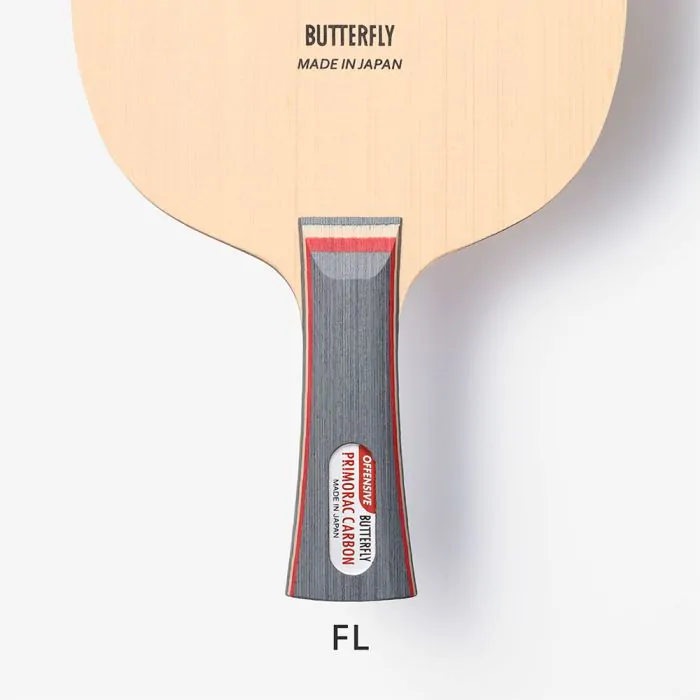 BUTTERFLY
MADE IN JAPAN
OFFENSIVE BUTTERFLY
PRIMORAC CARBON
MADE IN JAPAN
FL